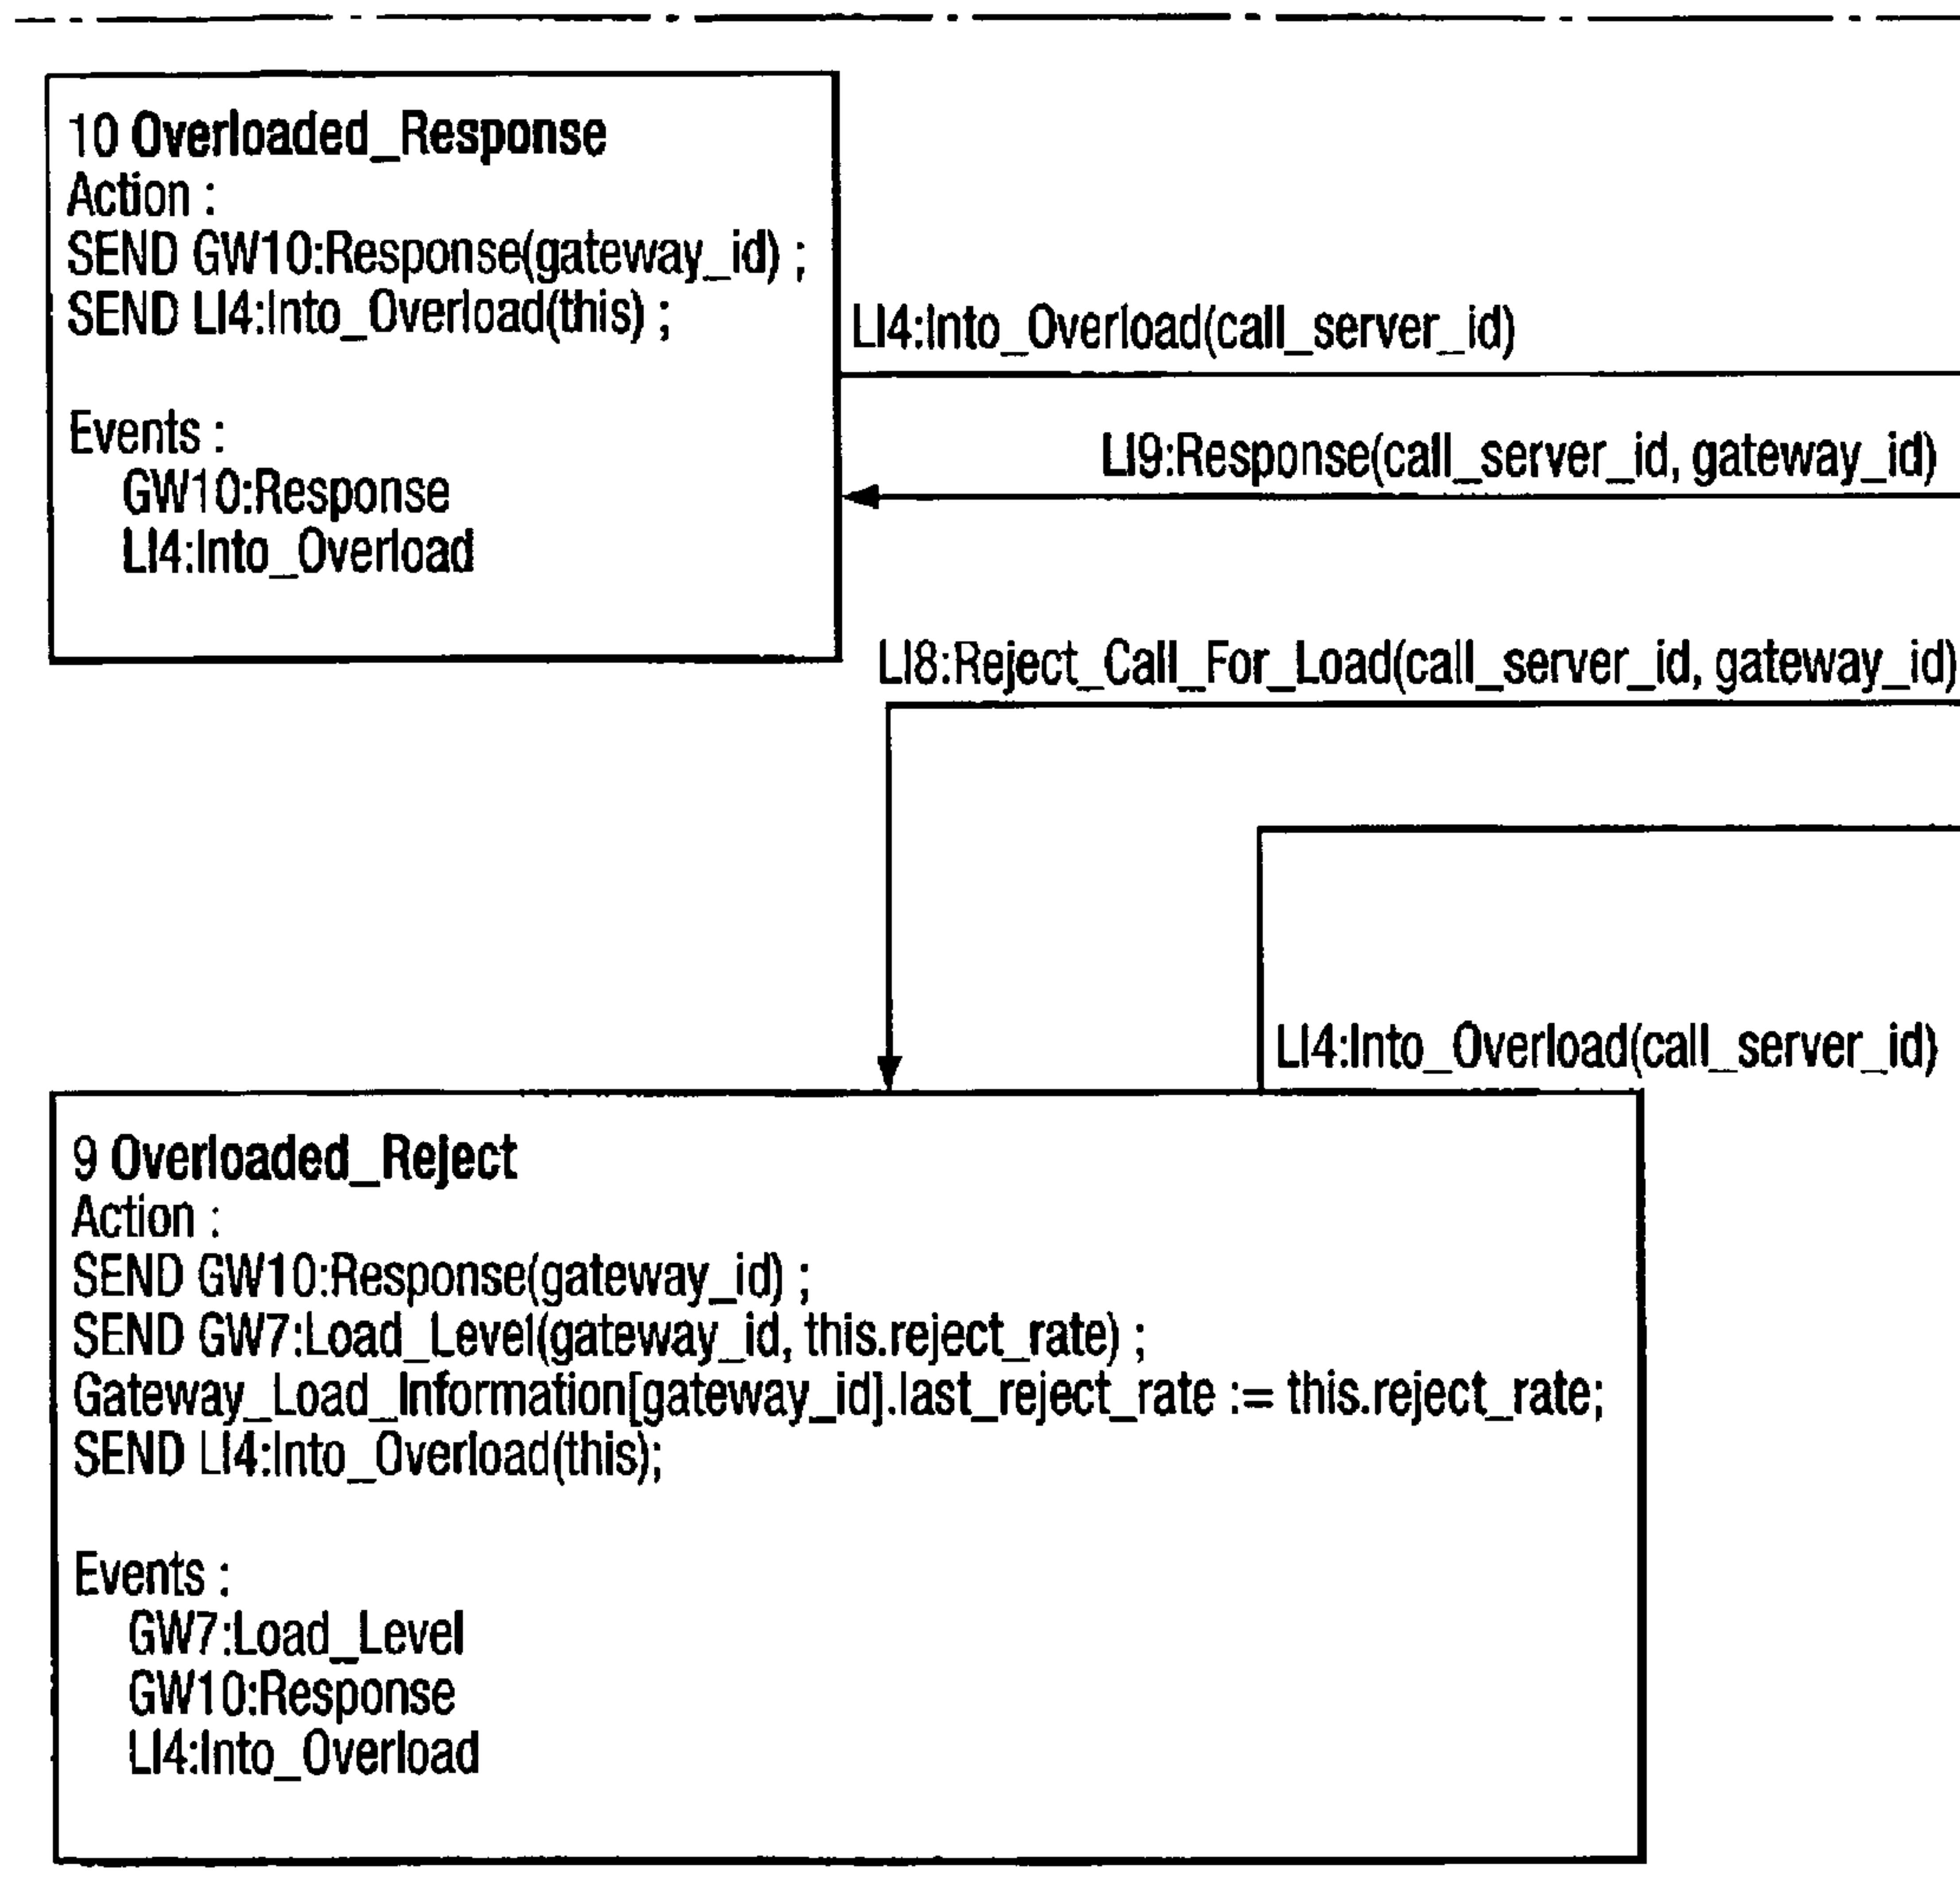 10 Overloaded_Response
Action :
SEND GW10:Response(gateway_id) ;
SEND LI4:Into_Overload(this) ;
Events :
GW10:Response
LI4:Into_Overload
LI4:Into_Overload(call_server_id)
LI9:Response(call_server_id, gateway_id)
LI8:Reject_Call_For_Load(call_server_id, gateway_id)
LI4:Into_Overload(call_server_id)
9 Overloaded_Reject
Action :
SEND GW10:Response(gateway_id) ;
SEND GW7:Load_Level(gateway_id, this.reject_rate) ;
Gateway_Load_Information[gateway_id].last_reject_rate := this.reject_rate;
SEND LI4:Into_Overload(this);
Events :
GW7:Load_Level
GW10:Response
LI4:Into_Overload